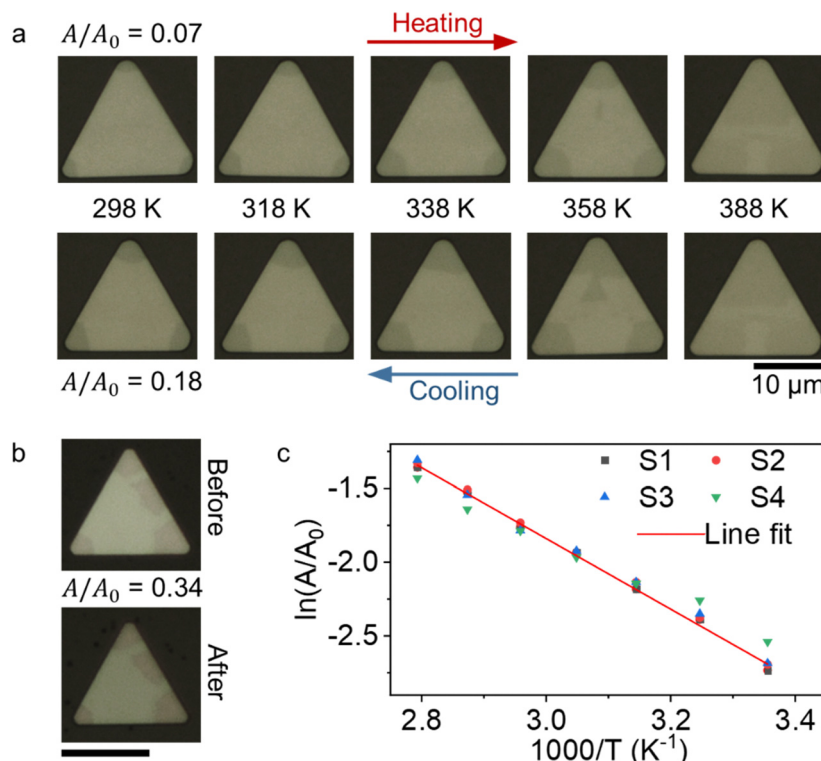 a
A/A₀ = 0.07
Heating
298 K 318 K 338 K 358 K 388 K
A/A₀ = 0.18
Cooling
10 µm
b
Before
A/A₀ = 0.34
After
c
S1 S2
S3 S4
Line fit
ln(A/A₀)
-1.5
-2.0
-2.5
2.8 3.0 3.2 3.4
1000/T (K⁻¹)